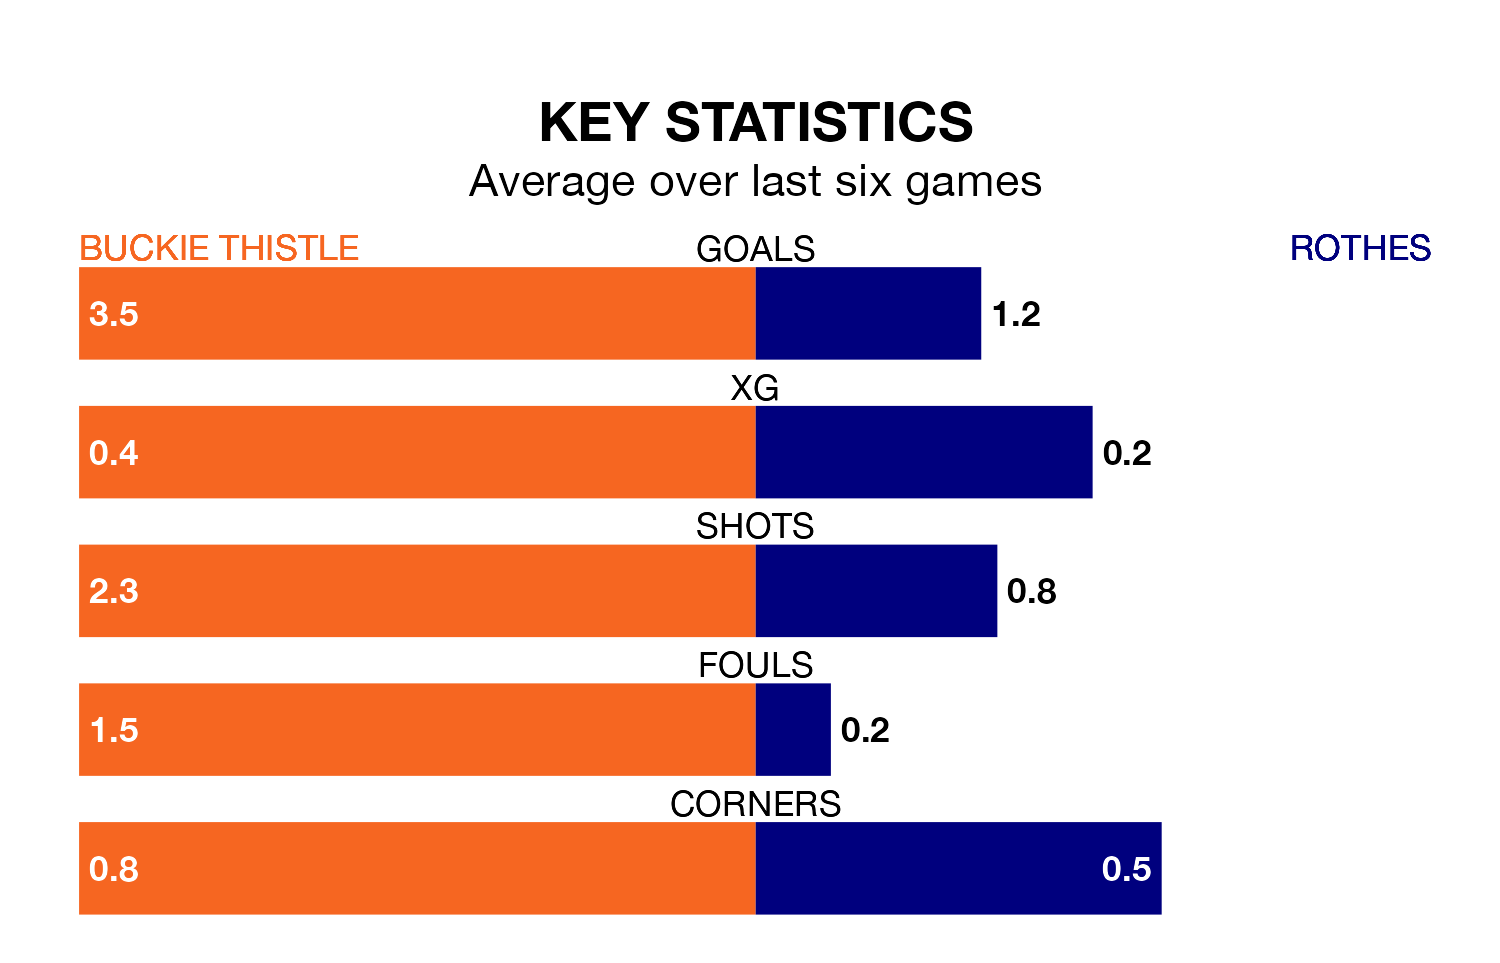 KEY STATISTICS
Average over last six games
BUCKIE THISTLE GOALS ROTHES
3.5 1.2
XG
0.4 0.2
SHOTS
2.3 0.8
FOULS
1.5 0.2
CORNERS
0.8 0.5